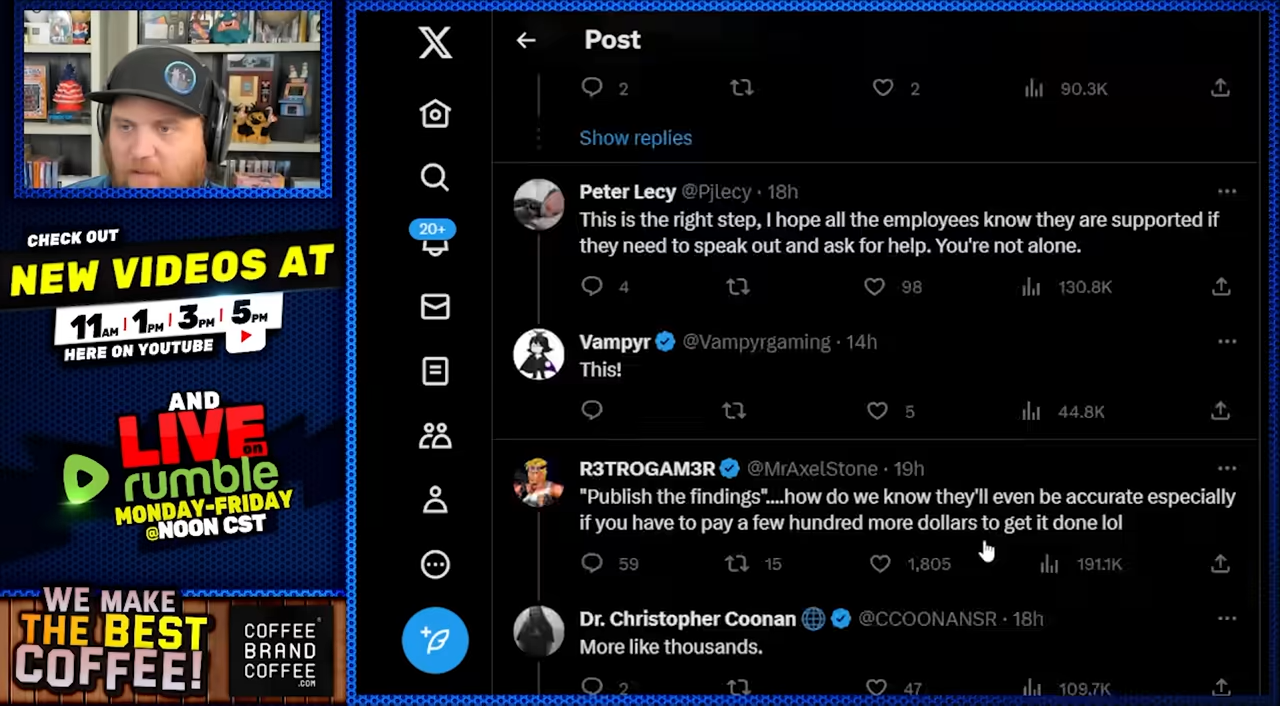 CHECK OUT
NEW VIDEOS AT
11AM | 1PM | 3PM | 5PM
HERE ON YOUTUBE
AND
LIVE on
rumble
MONDAY-FRIDAY
@NOON CST
WE MAKE
THE BEST
COFFEE!
COFFEE
BRAND
COFFEE
.COM
20+
Post
2 2 90.3K
Show replies
Peter Lecy @Pjlecy · 18h
This is the right step, I hope all the employees know they are supported if
they need to speak out and ask for help. You're not alone.
4 98 130.8K
Vampyr @Vampyrgaming · 14h
This!
5 44.8K
R3TROGAM3R @MrAxelStone · 19h
"Publish the findings"....how do we know they'll even be accurate especially
if you have to pay a few hundred more dollars to get it done lol
59 15 1,805 191.1K
Dr. Christopher Coonan @CCOONANSR · 18h
More like thousands.
2 47 109.7K